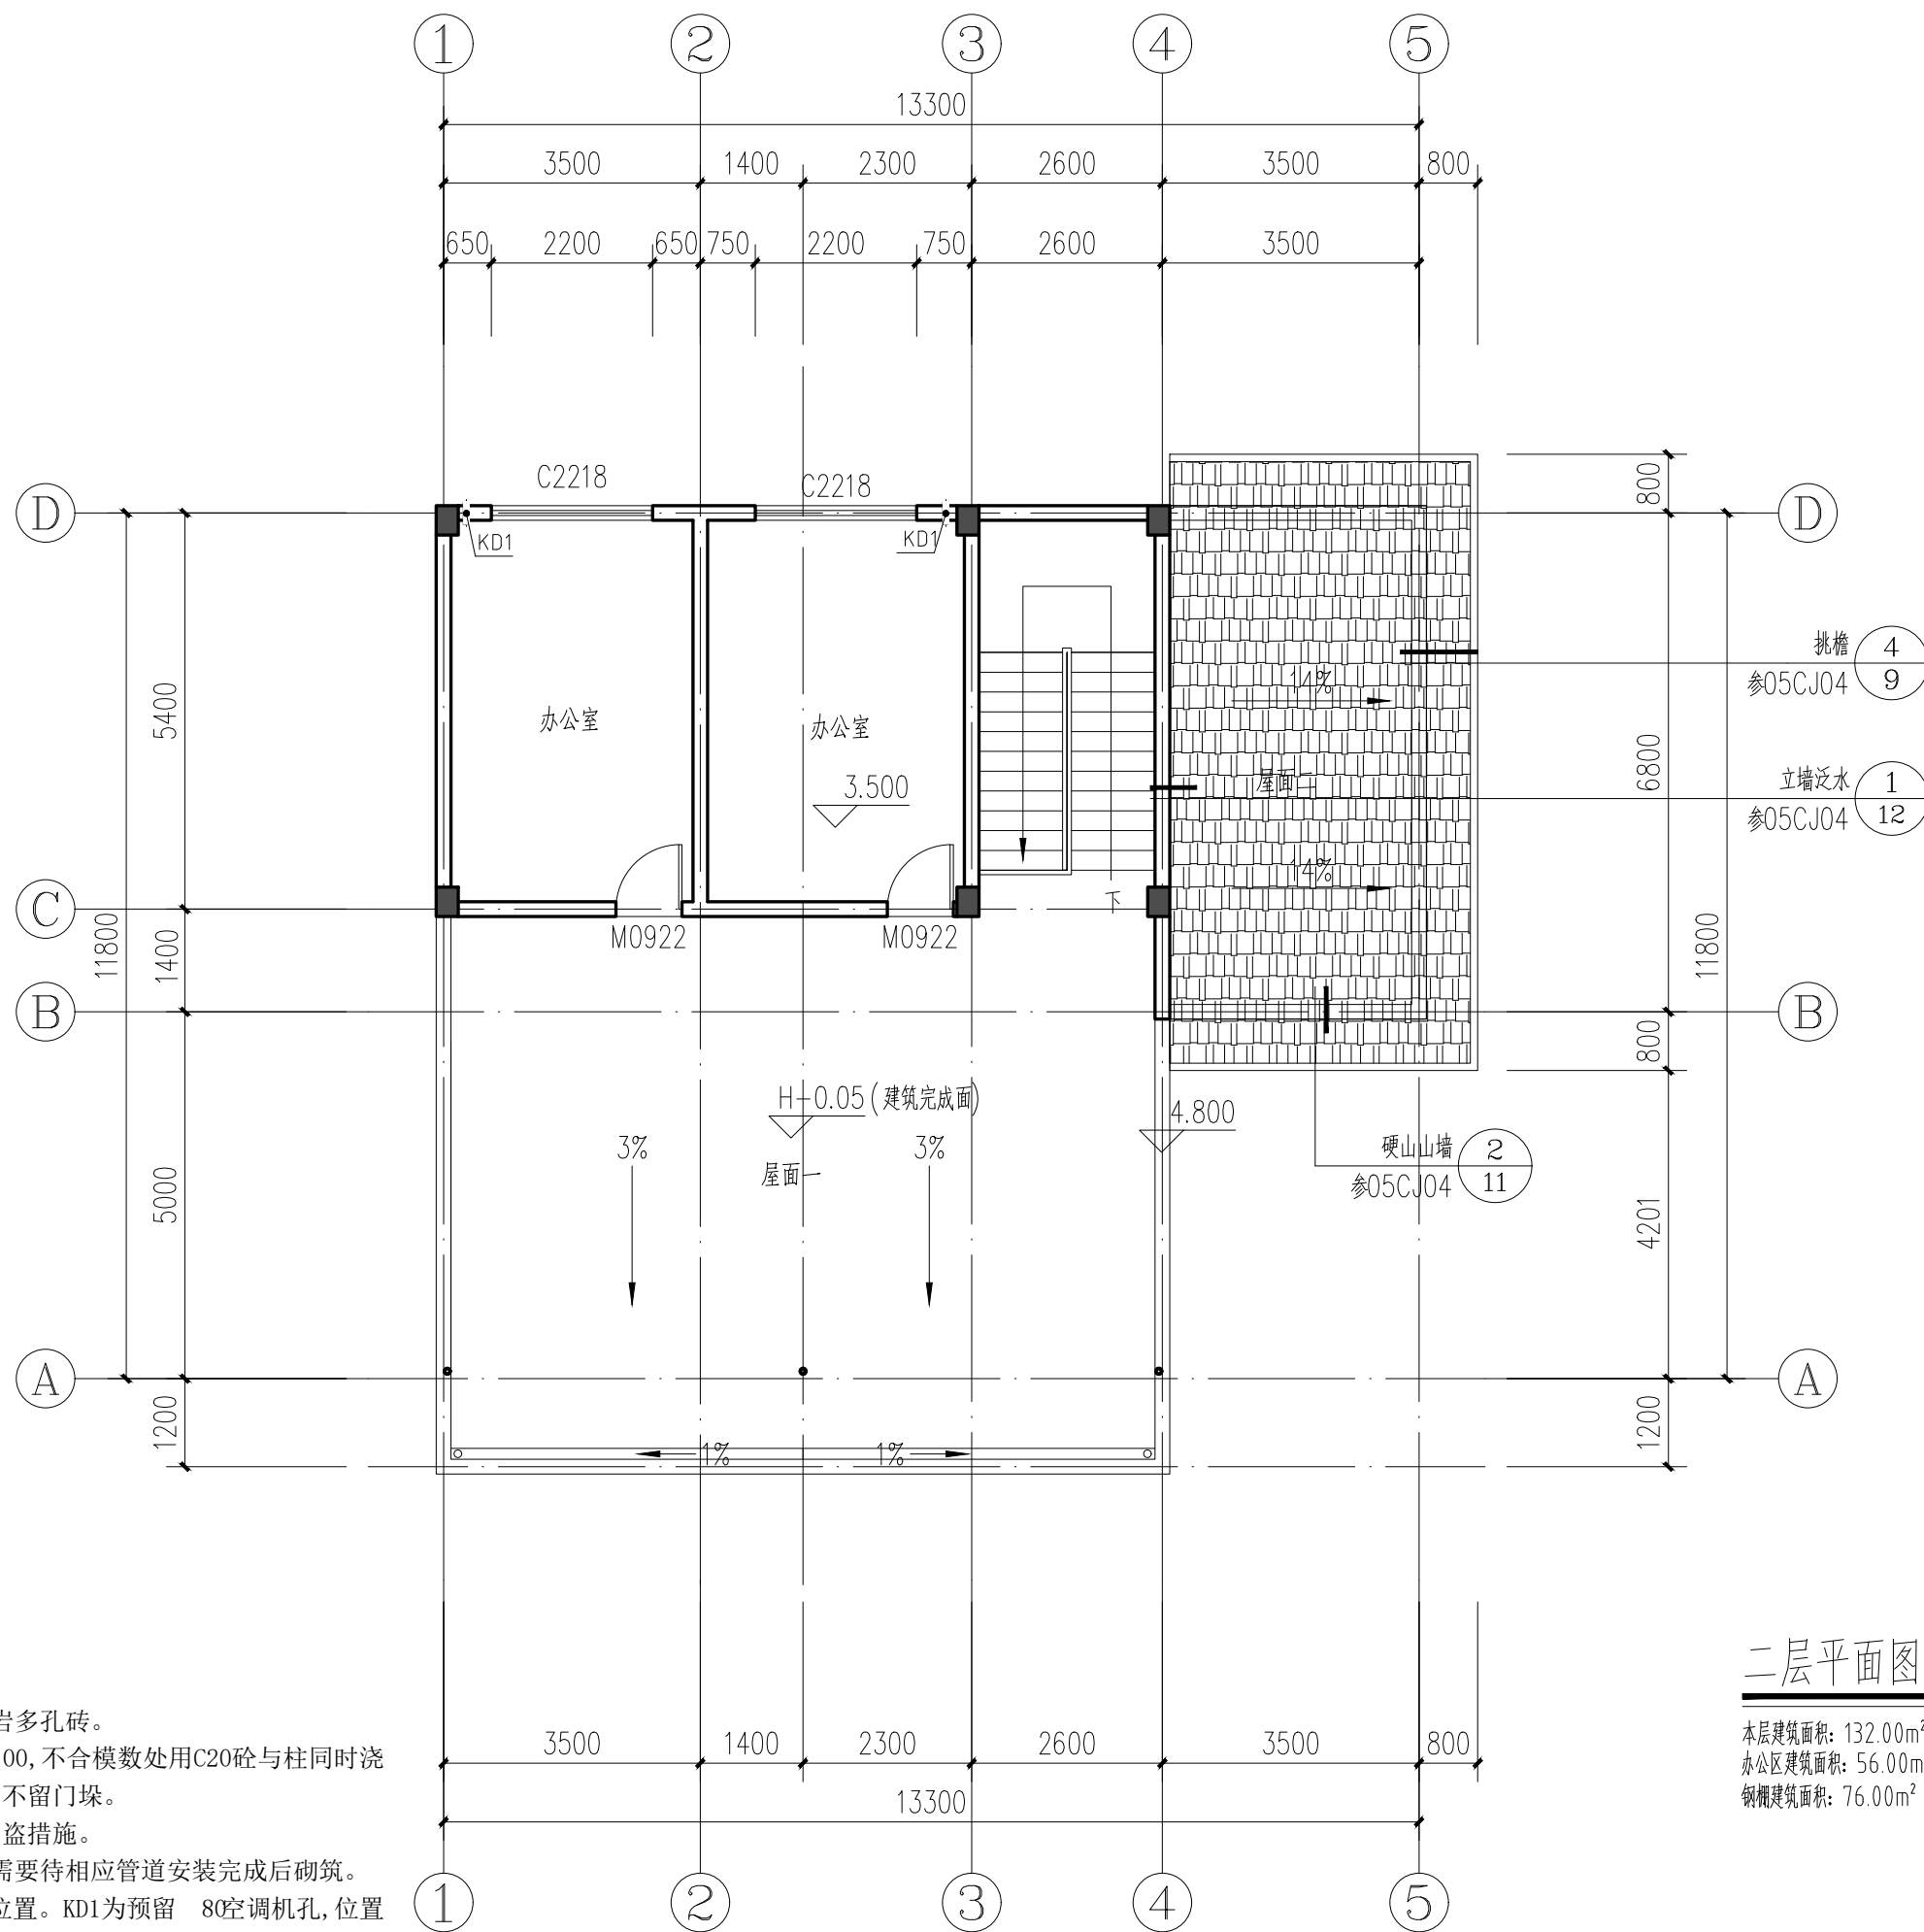 1 2 3 4 5
13300
3500 1400 2300 2600 3500 800
650 2200 650 750 2200 750 2600 3500
C2218 C2218
800
D D
KD1 KD1
挑檐 4
参05CJ04 9
14%
5400
办公室 办公室
6800
3.500
屋面二
立墙泛水 1
参05CJ04 12
14%
下
C
M0922 M0922
11800 1400 11800
B B
800
H-0.05(建筑完成面)
4.800
3% 3%
屋面一
硬山山墙 2
参05CJ04 11
5000 4201
A A
1200 1200
1% 1%
二层平面图
本层建筑面积: 132.00m²
办公区建筑面积: 56.00m
钢棚建筑面积: 76.00m²
岩多孔砖。
00,不合模数处用C20砼与柱同时浇
不留门垛。
盗措施。
需要待相应管道安装完成后砌筑。
位置。KD1为预留 80空调机孔,位置
3500 1400 2300 2600 3500 800
13300
1 2 3 4 5